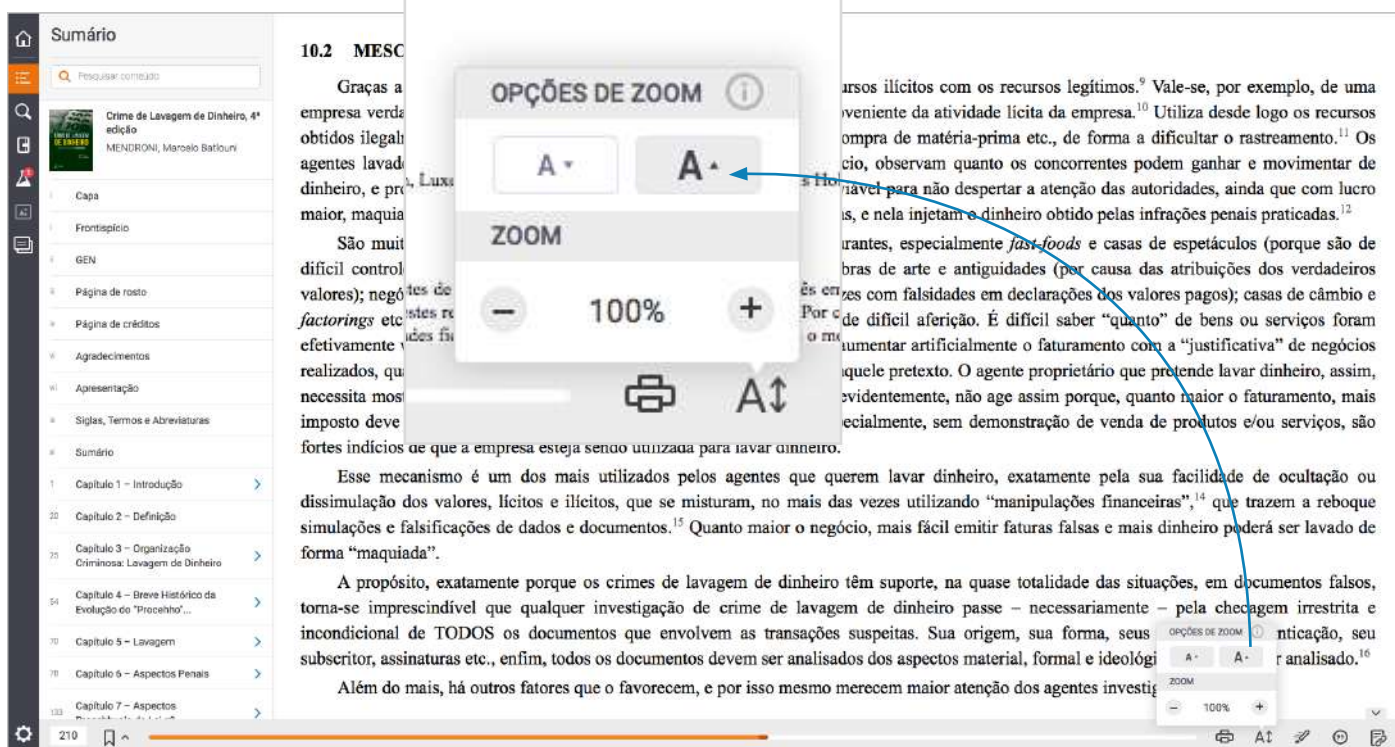 Sumário
Pesquisar conteúdo
Crime de Lavagem de Dinheiro, 4ª
edição
MENDRONI, Marcelo Batlouni
Capa
Frontispício
GEN
Página de rosto
Página de créditos
Agradecimentos
vii Apresentação
Siglas, Termos e Abreviaturas
Sumário
1 Capítulo 1 – Introdução
20 Capítulo 2 – Definição
25 Capítulo 3 – Organização
Criminosa: Lavagem de Dinheiro
54 Capítulo 4 – Breve Histórico da
Evolução do "Procehho"...
70 Capítulo 5 – Lavagem
78 Capítulo 6 – Aspectos Penais
133 Capítulo 7 – Aspectos
210
10.2 MESC
Graças a ursos ilícitos com os recursos legítimos.9 Vale-se, por exemplo, de uma
empresa verda oveniente da atividade lícita da empresa.10 Utiliza desde logo os recursos
obtidos ilegaln ompra de matéria-prima etc., de forma a dificultar o rastreamento.11 Os
agentes lavade cio, observam quanto os concorrentes podem ganhar e movimentar de
dinheiro, e pro iável para não despertar a atenção das autoridades, ainda que com lucro
maior, maquia s, e nela injetam o dinheiro obtido pelas infrações penais praticadas.12
São muit urantes, especialmente fast-foods e casas de espetáculos (porque são de
difícil control bras de arte e antiguidades (por causa das atribuições dos verdadeiros
valores); negó zes com falsidades em declarações dos valores pagos); casas de câmbio e
factorings etc de difícil aferição. É difícil saber “quanto” de bens ou serviços foram
efetivamente v aumentar artificialmente o faturamento com a “justificativa” de negócios
realizados, qua quele pretexto. O agente proprietário que pretende lavar dinheiro, assim,
necessita most evidentemente, não age assim porque, quanto maior o faturamento, mais
imposto deve ecialmente, sem demonstração de venda de produtos e/ou serviços, são
fortes indícios de que a empresa esteja sendo utilizada para lavar dinheiro.
Esse mecanismo é um dos mais utilizados pelos agentes que querem lavar dinheiro, exatamente pela sua facilidade de ocultação ou
dissimulação dos valores, lícitos e ilícitos, que se misturam, no mais das vezes utilizando “manipulações financeiras”,14 que trazem a reboque
simulações e falsificações de dados e documentos.15 Quanto maior o negócio, mais fácil emitir faturas falsas e mais dinheiro poderá ser lavado de
forma “maquiada”.
A propósito, exatamente porque os crimes de lavagem de dinheiro têm suporte, na quase totalidade das situações, em documentos falsos,
torna-se imprescindível que qualquer investigação de crime de lavagem de dinheiro passe – necessariamente – pela checagem irrestrita e
incondicional de TODOS os documentos que envolvem as transações suspeitas. Sua origem, sua forma, seus nticação, seu
subscritor, assinaturas etc., enfim, todos os documentos devem ser analisados dos aspectos material, formal e ideológi r analisado.16
Além do mais, há outros fatores que o favorecem, e por isso mesmo merecem maior atenção dos agentes investig
OPÇÕES DE ZOOM
A A
ZOOM
− 100% +
A
OPÇÕES DE ZOOM
A A
ZOOM
− 100% +
A